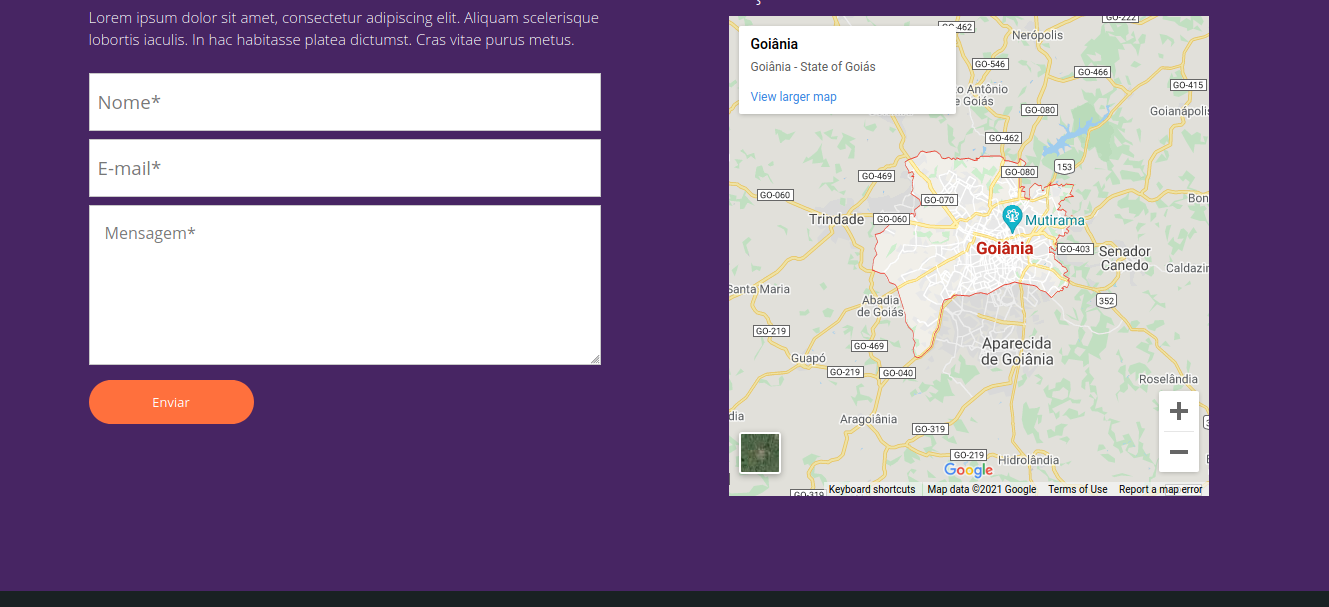 Lorem ipsum dolor sit amet, consectetur adipiscing elit. Aliquam scelerisque
lobortis iaculis. In hac habitasse platea dictumst. Cras vitae purus metus.
Nome*
E-mail*
Mensagem*
Enviar
Goiânia
Goiânia - State of Goiás
View larger map
GO-462
GO-222
Nerópolis
GO-546
GO-466
GO-415
Antônio
de Goiás
GO-080
Goianápolis
GO-462
153
GO-469
GO-080
GO-060
GO-070
Trindade
GO-060
Mutirama
Goiânia
GO-403
Senador
Canedo
Caldazin
Santa Maria
Abadia
de Goiás
352
GO-219
GO-469
Aparecida
de Goiânia
Guapó
GO-219
GO-040
Roselândia
Aragoiânia
GO-319
GO-219
Hidrolândia
Google
GO-319
Keyboard shortcuts
Map data ©2021 Google
Terms of Use
Report a map error